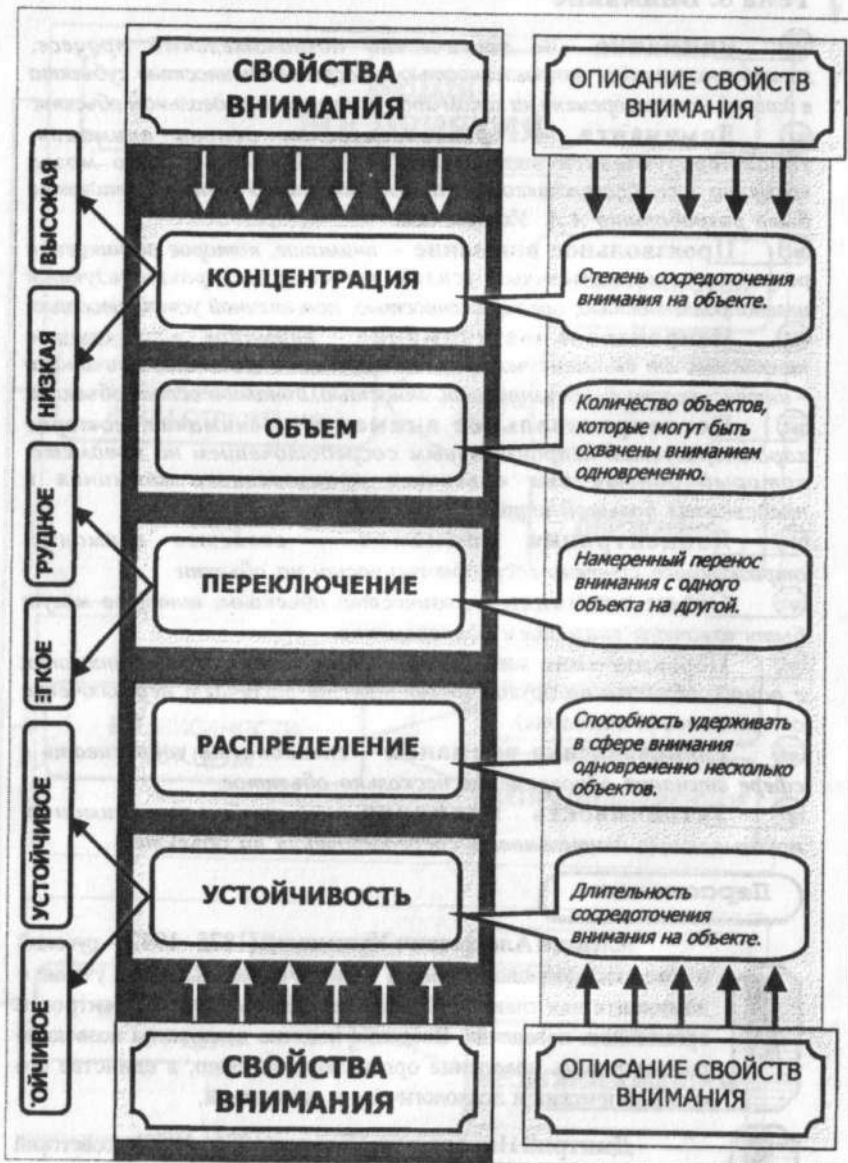 СВОЙСТВА
ВНИМАНИЯ
ОПИСАНИЕ СВОЙСТВ
ВНИМАНИЯ
ВЫСОКАЯ
НИЗКАЯ
КОНЦЕНТРАЦИЯ
Степень сосредоточения
внимания на объекте.
ОБЪЕМ
Количество объектов,
которые могут быть
охвачены вниманием
одновременно.
ТРУДНОЕ
ЕГКОЕ
ПЕРЕКЛЮЧЕНИЕ
Намеренный перенос
внимания с одного
объекта на другой.
РАСПРЕДЕЛЕНИЕ
Способность удерживать
в сфере внимания
одновременно несколько
объектов.
УСТОЙЧИВОЕ
ОЙЧИВОЕ
УСТОЙЧИВОСТЬ
Длительность
сосредоточения
внимания на объекте.
СВОЙСТВА
ВНИМАНИЯ
ОПИСАНИЕ СВОЙСТВ
ВНИМАНИЯ